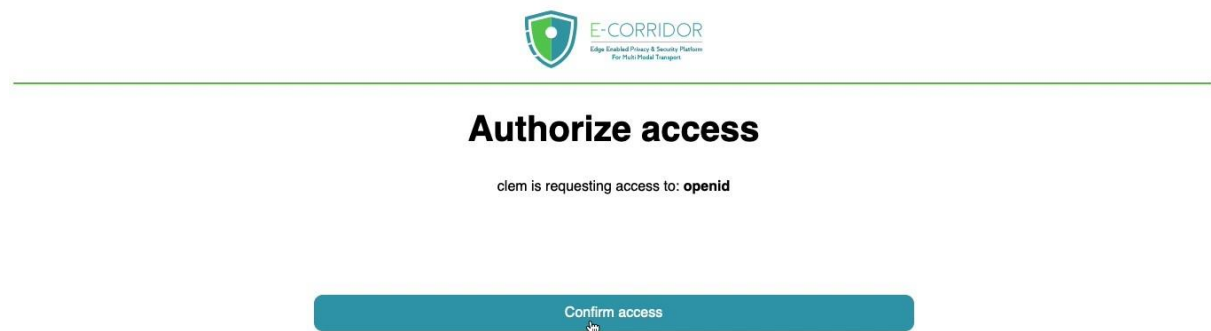 E-CORRIDOR
Edge Enabled Privacy & Security Platform
For Multi Modal Transport
Authorize access
clem is requesting access to: openid
Confirm access